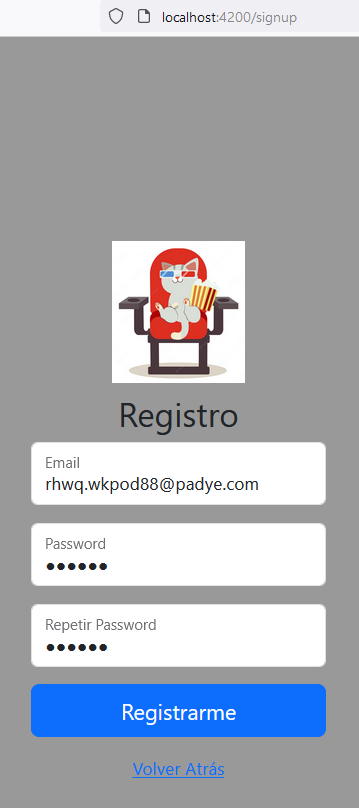 localhost:4200/signup
Registro
Email
rhwq.wkpod88@padye.com
Password
••••••
Repetir Password
••••••
Registrarme
Volver Atrás